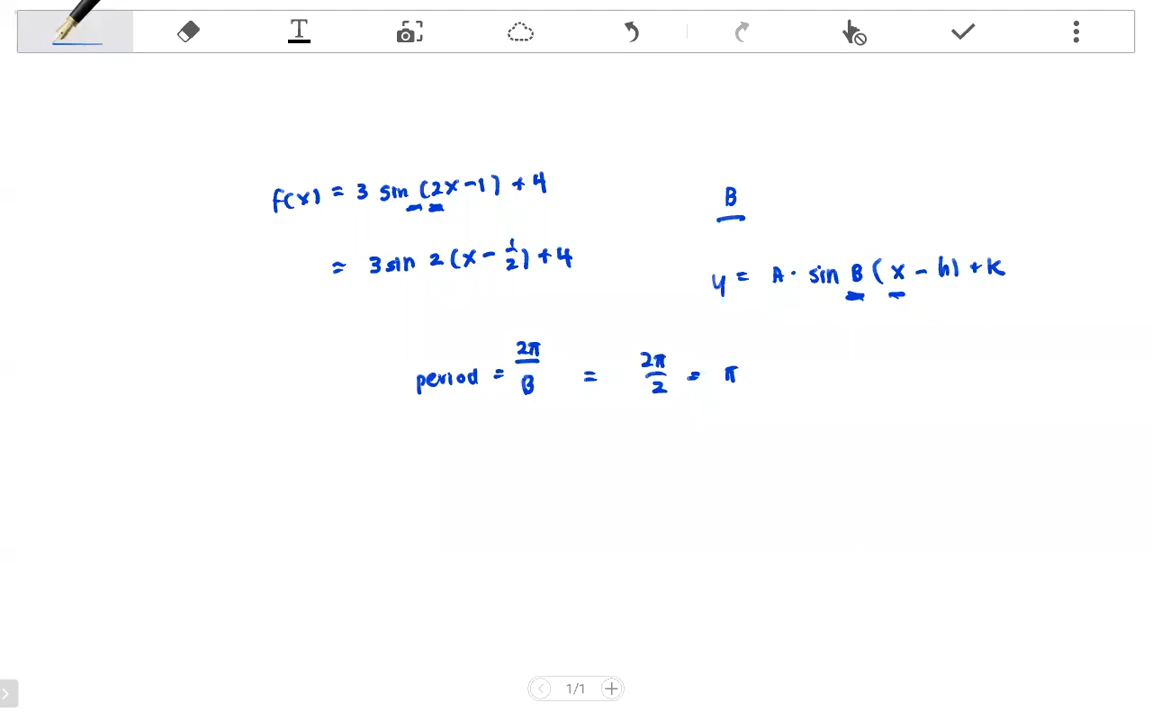 T
f(x) = 3 sin (2x-1) + 4
B
= 3 sin 2 (x - 1/2) + 4
y = A · sin B (x - h) + k
period = 2π/B = 2π/2 = π
1/1